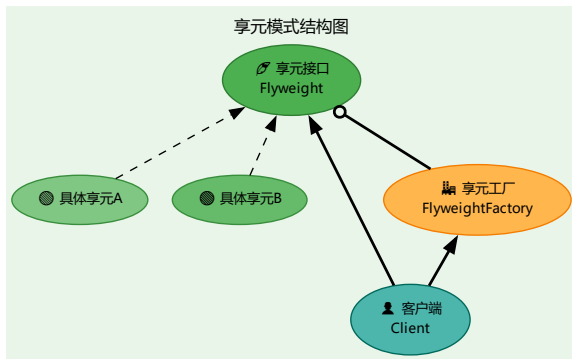 享元模式结构图
享元接口
Flyweight
具体享元A
具体享元B
享元工厂
FlyweightFactory
客户端
Client